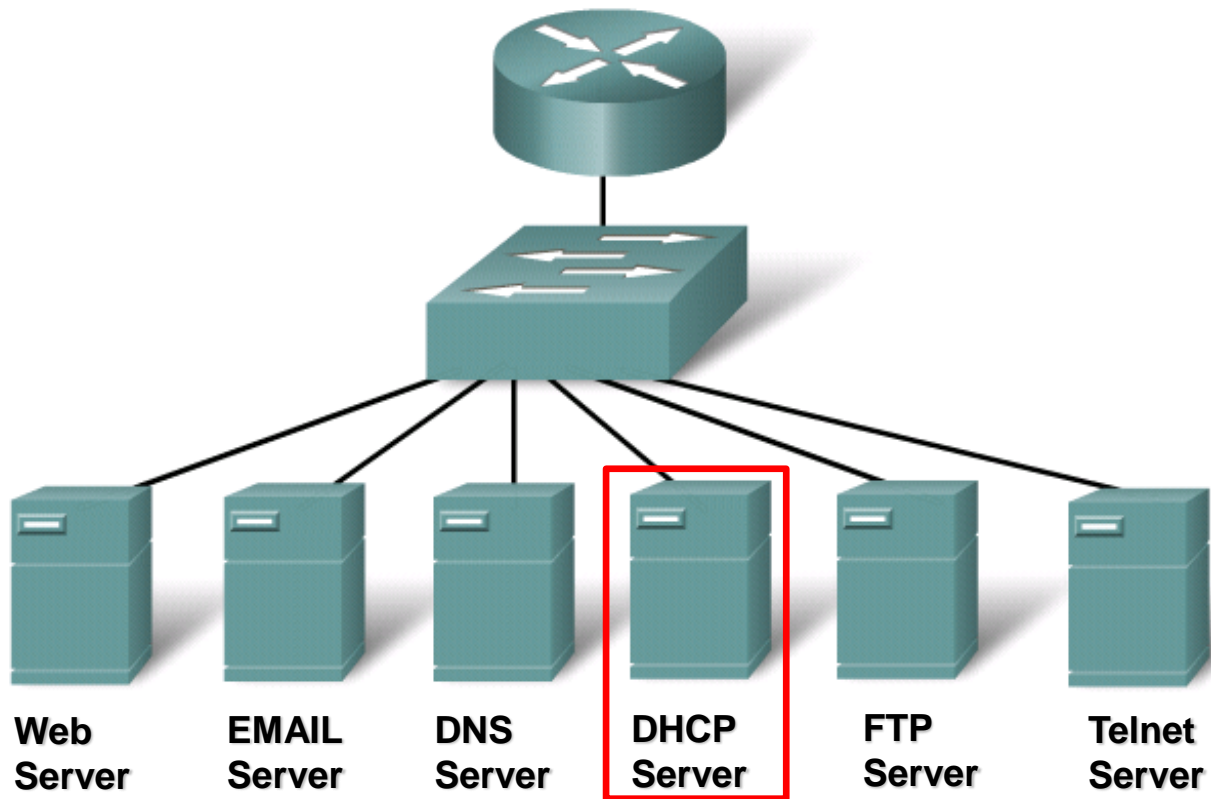 Web
Server
EMAIL
Server
DNS
Server
DHCP
Server
FTP
Server
Telnet
Server